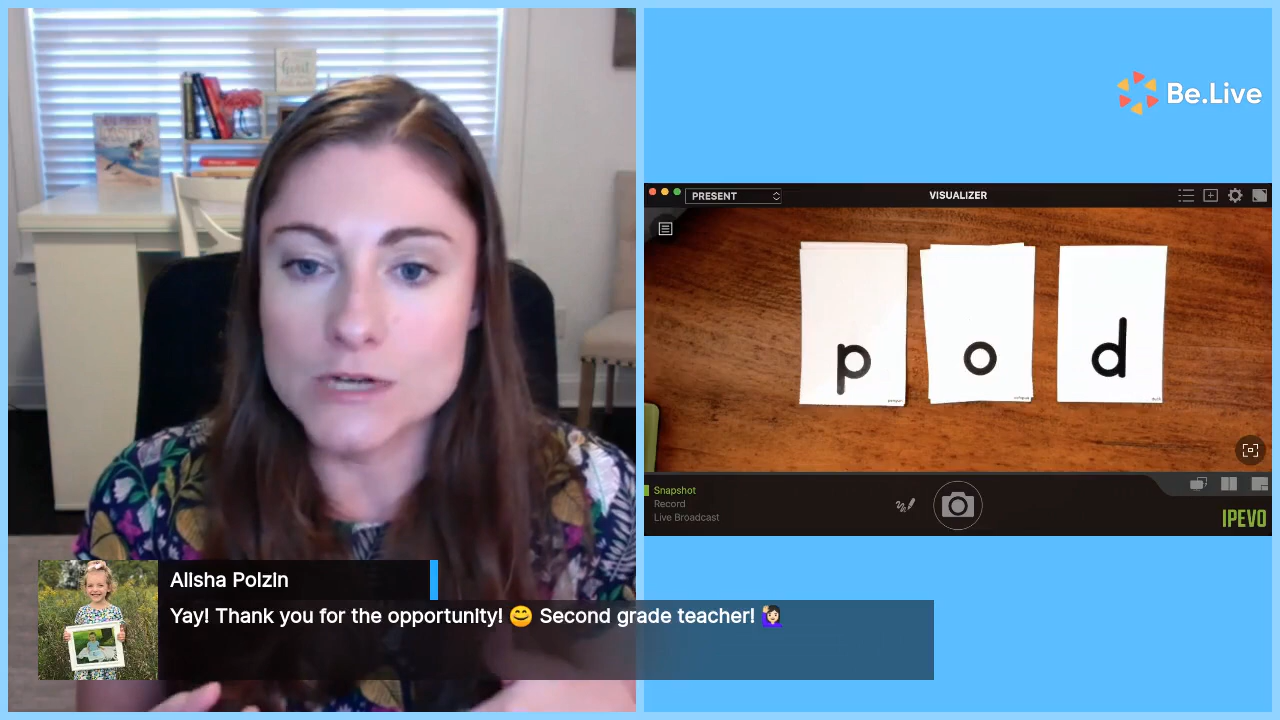 Be.Live
PRESENT
VISUALIZER
p o d
Snapshot
Record
Live Broadcast
IPEVO
Alisha Polzin
Yay! Thank you for the opportunity! 😊 Second grade teacher! 🙋🏻‍♀️